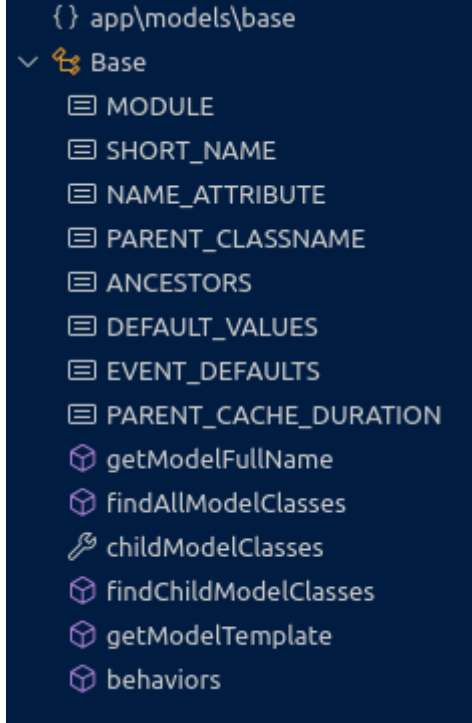 {} app\models\base
Base
MODULE
SHORT_NAME
NAME_ATTRIBUTE
PARENT_CLASSNAME
ANCESTORS
DEFAULT_VALUES
EVENT_DEFAULTS
PARENT_CACHE_DURATION
getModelFullName
findAllModelClasses
childModelClasses
findChildModelClasses
getModelTemplate
behaviors